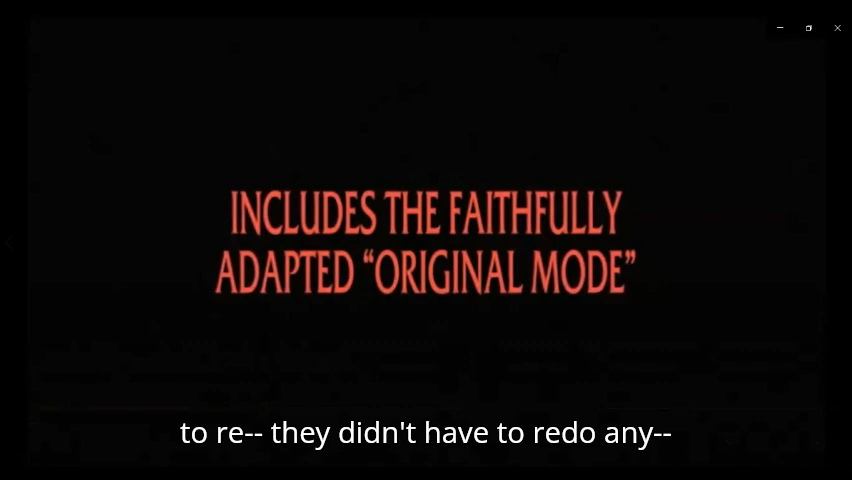 INCLUDES THE FAITHFULLY
ADAPTED “ORIGINAL MODE”
to re-- they didn't have to redo any--